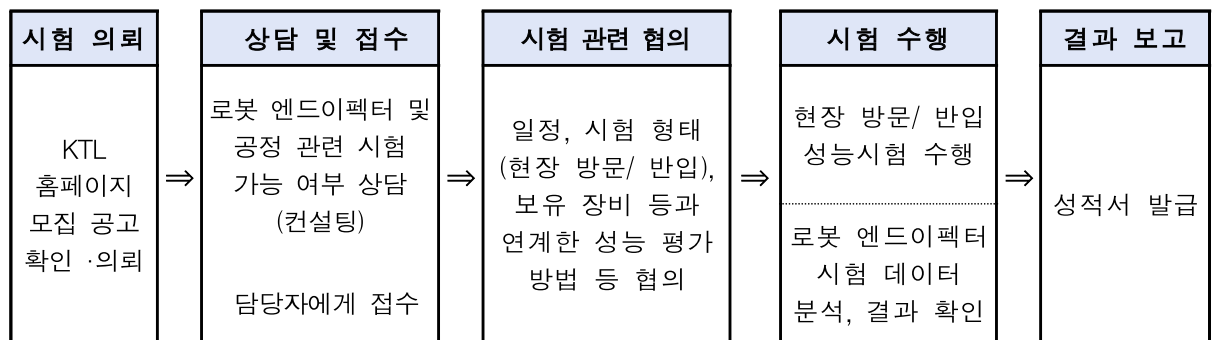 시험 의뢰
KTL
홈페이지
모집 공고
확인 ·의뢰
⇒
상담 및 접수
로봇 엔드이펙터 및
공정 관련 시험
가능 여부 상담
(컨설팅)
담당자에게 접수
⇒
시험 관련 협의
일정, 시험 형태
(현장 방문/ 반입),
보유 장비 등과
연계한 성능 평가
방법 등 협의
⇒
시험 수행
현장 방문/ 반입
성능시험 수행
로봇 엔드이펙터
시험 데이터
분석, 결과 확인
⇒
결과 보고
성적서 발급